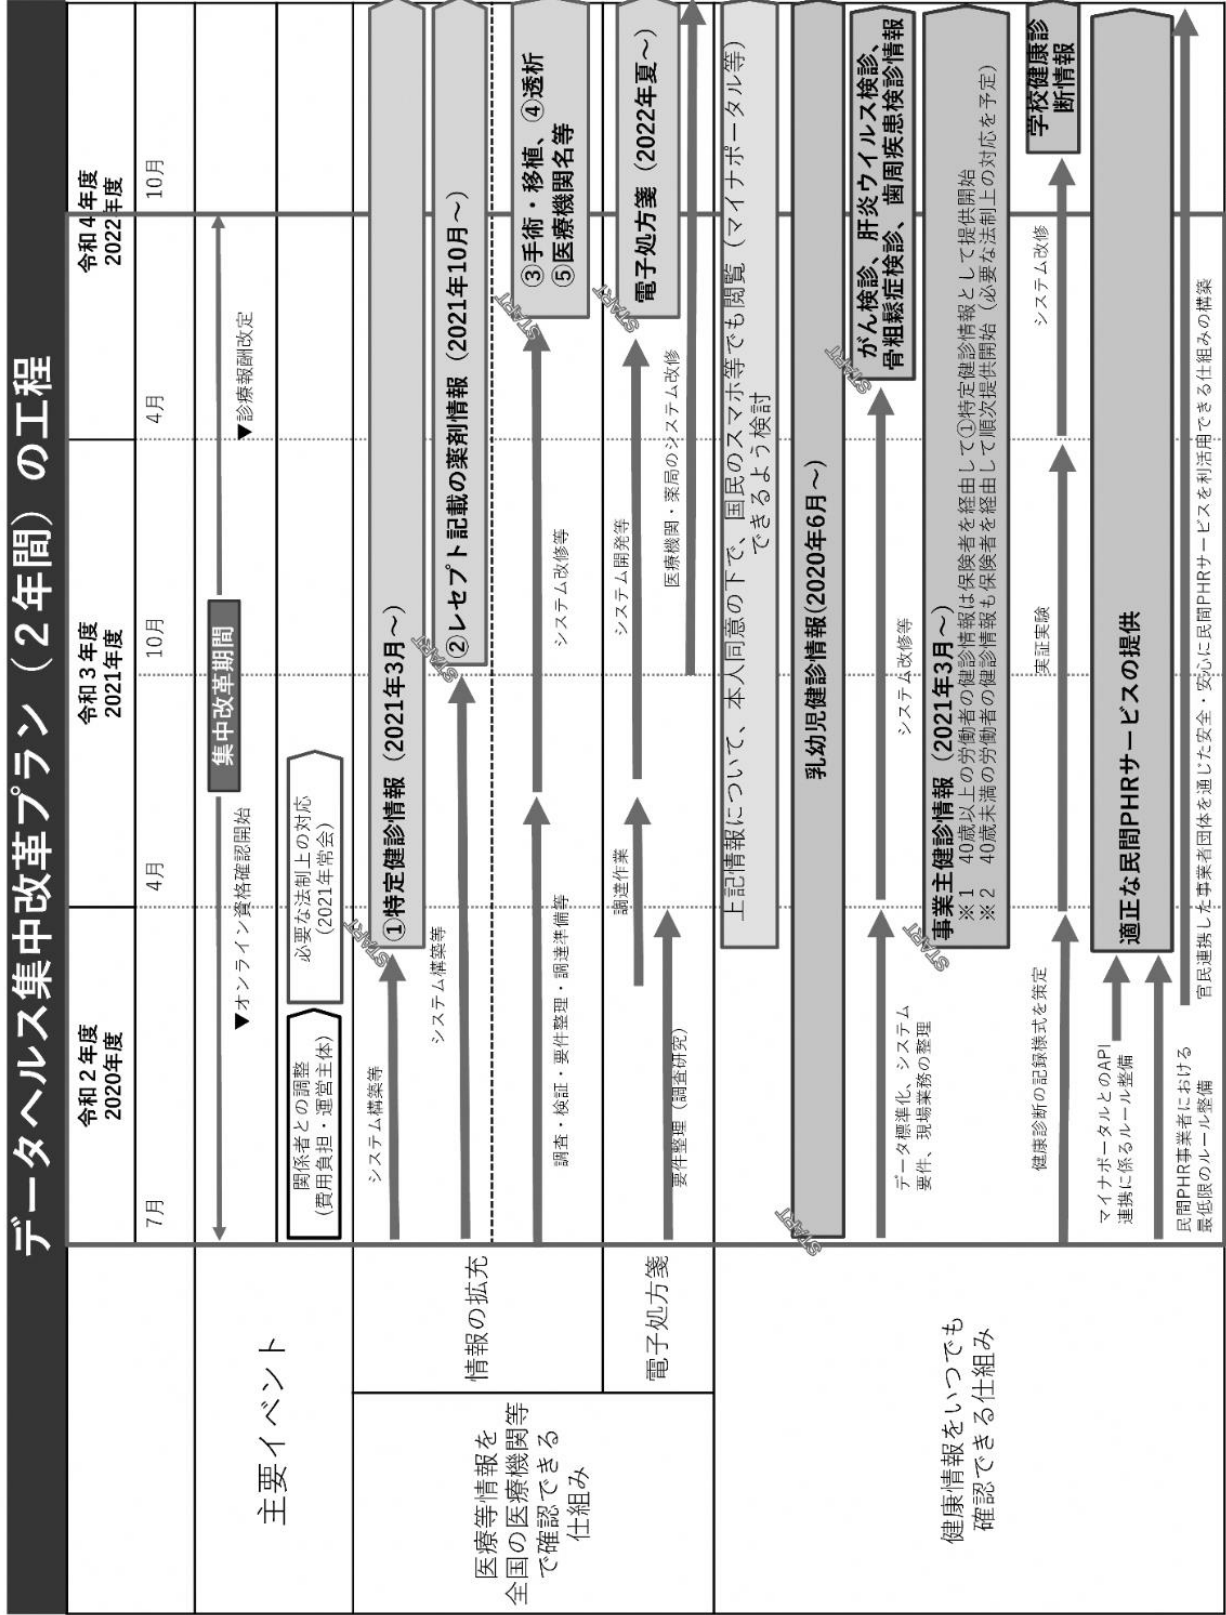 データヘルス集中改革プラン（２年間）の工程
令和２年度
2020年度
令和３年度
2021年度
令和４年度
2022年度
7月
4月
10月
4月
10月
主要イベント
集中改革期間
▼オンライン資格確認開始
▼診療報酬改定
関係者との調整
(費用負担・運営主体)
必要な法制上の対応
(2021年常会)
医療等情報を
全国の医療機関等
で確認できる
仕組み
情報の拡充
システム構築等
START
①特定健診情報（2021年3月～）
システム構築等
START
②レセプト記載の薬剤情報（2021年10月～）
調査・検証・要件整理・調達準備等
システム改修等
START
③手術・移植、④透析
⑤医療機関名等
電子処方箋
要件整理（調査研究）
調達作業
システム開発等
START
電子処方箋（2022年夏～）
医療機関・薬局のシステム改修
健康情報をいつでも
確認できる仕組み
上記情報について、本人同意の下で、国民のスマホ等でも閲覧（マイナポータル等）
できるよう検討
START
乳幼児健診情報(2020年6月～)
データ標準化、システム
要件、現場業務の整理
システム改修等
START
がん検診、肝炎ウイルス検診、
骨粗鬆症検診、歯周疾患検診情報
START
事業主健診情報（2021年3月～）
※１　40歳以上の労働者の健診情報は保険者を経由して①特定健診情報として提供開始
※２　40歳未満の労働者の健診情報も保険者を経由して順次提供開始（必要な法制上の対応を予定）
健康診断の記録様式を策定
実証実験
システム改修
学校健康診
断情報
マイナポータルとのAPI
連携に係るルール整備
適正な民間PHRサービスの提供
民間PHR事業者における
最低限のルール整備
官民連携した事業者団体を通じた安全・安心に民間PHRサービスを利活用できる仕組みの構築